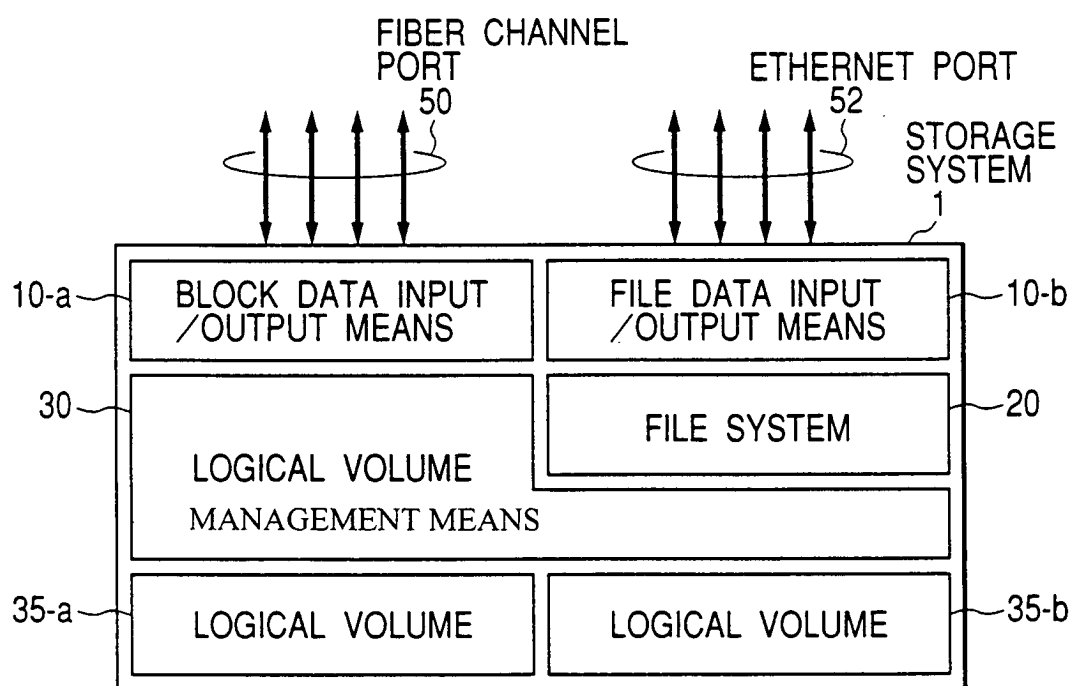 FIBER CHANNEL
PORT
50
ETHERNET PORT
52
STORAGE
SYSTEM
1
10-a
BLOCK DATA INPUT
/OUTPUT MEANS
FILE DATA INPUT
/OUTPUT MEANS
10-b
30
LOGICAL VOLUME
MANAGEMENT MEANS
FILE SYSTEM
20
35-a
LOGICAL VOLUME
LOGICAL VOLUME
35-b